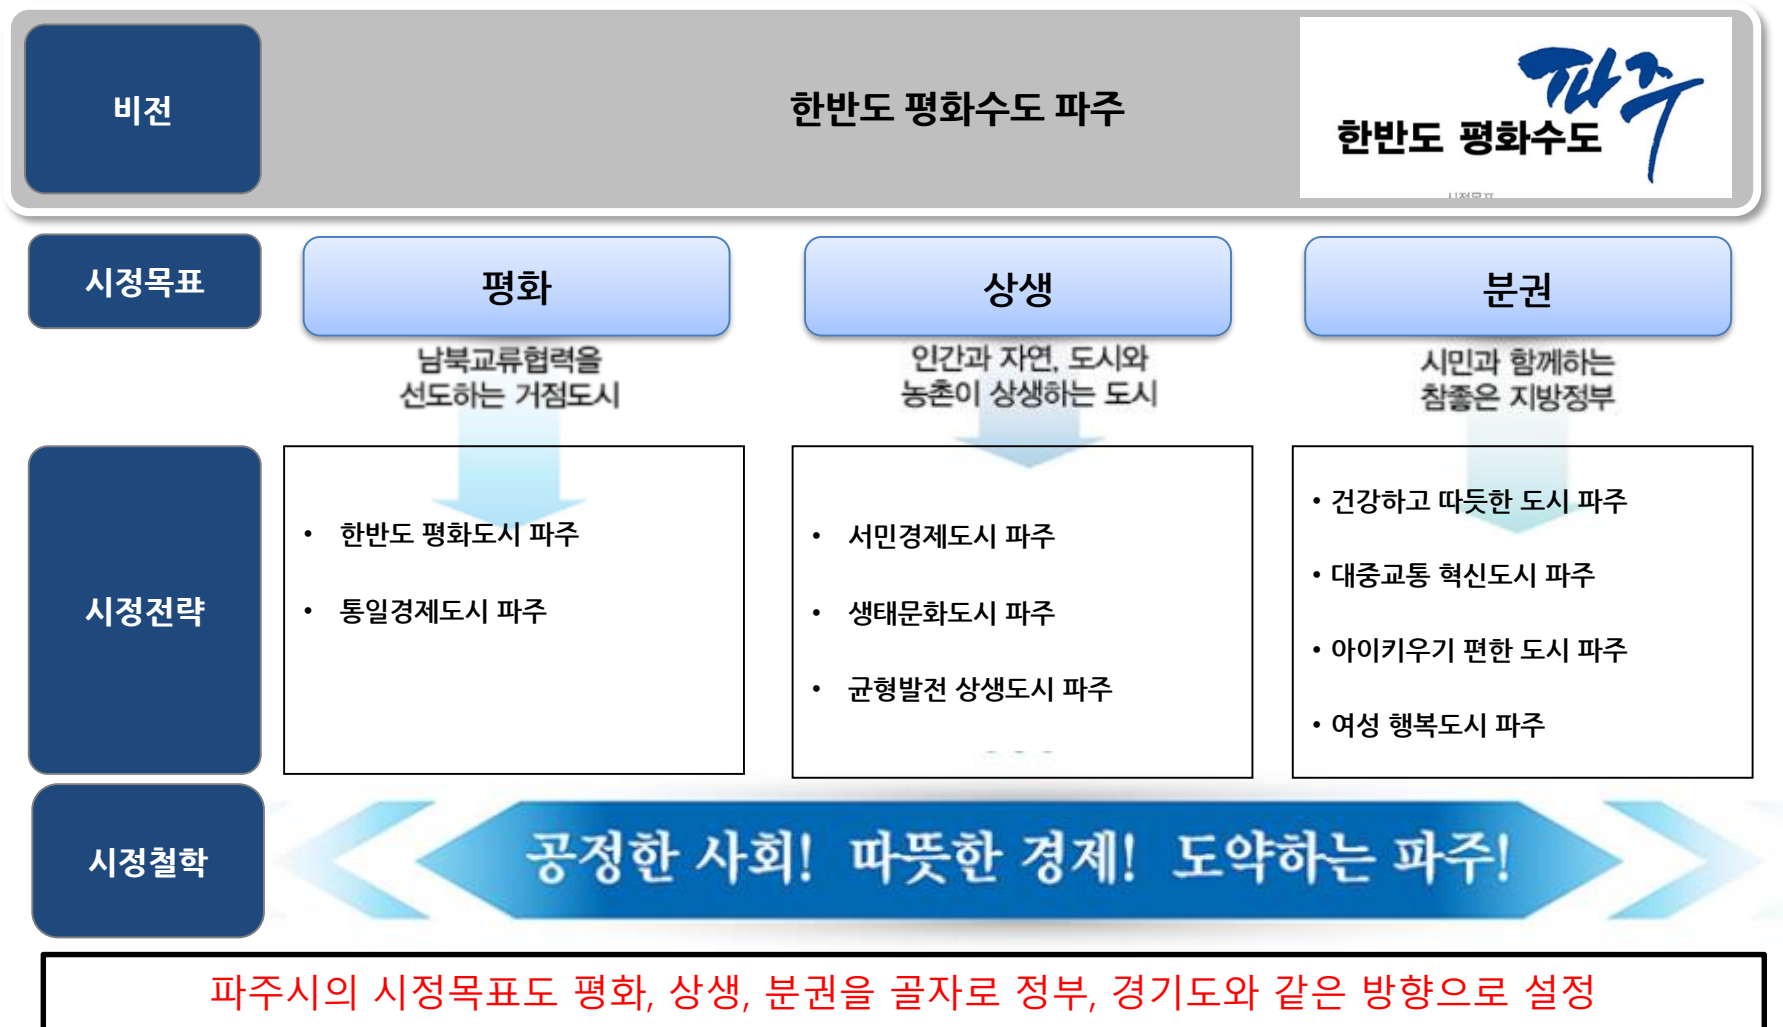 비전
한반도 평화수도 파주
파주
한반도 평화수도
시정목표
평화
상생
분권
남북교류협력을
선도하는 거점도시
인간과 자연, 도시와
농촌이 상생하는 도시
시민과 함께하는
참좋은 지방정부
시정전략
• 한반도 평화도시 파주
• 통일경제도시 파주
• 서민경제도시 파주
• 생태문화도시 파주
• 균형발전 상생도시 파주
• 건강하고 따듯한 도시 파주
• 대중교통 혁신도시 파주
• 아이키우기 편한 도시 파주
• 여성 행복도시 파주
시정철학
공정한 사회! 따뜻한 경제! 도약하는 파주!
파주시의 시정목표도 평화, 상생, 분권을 골자로 정부, 경기도와 같은 방향으로 설정